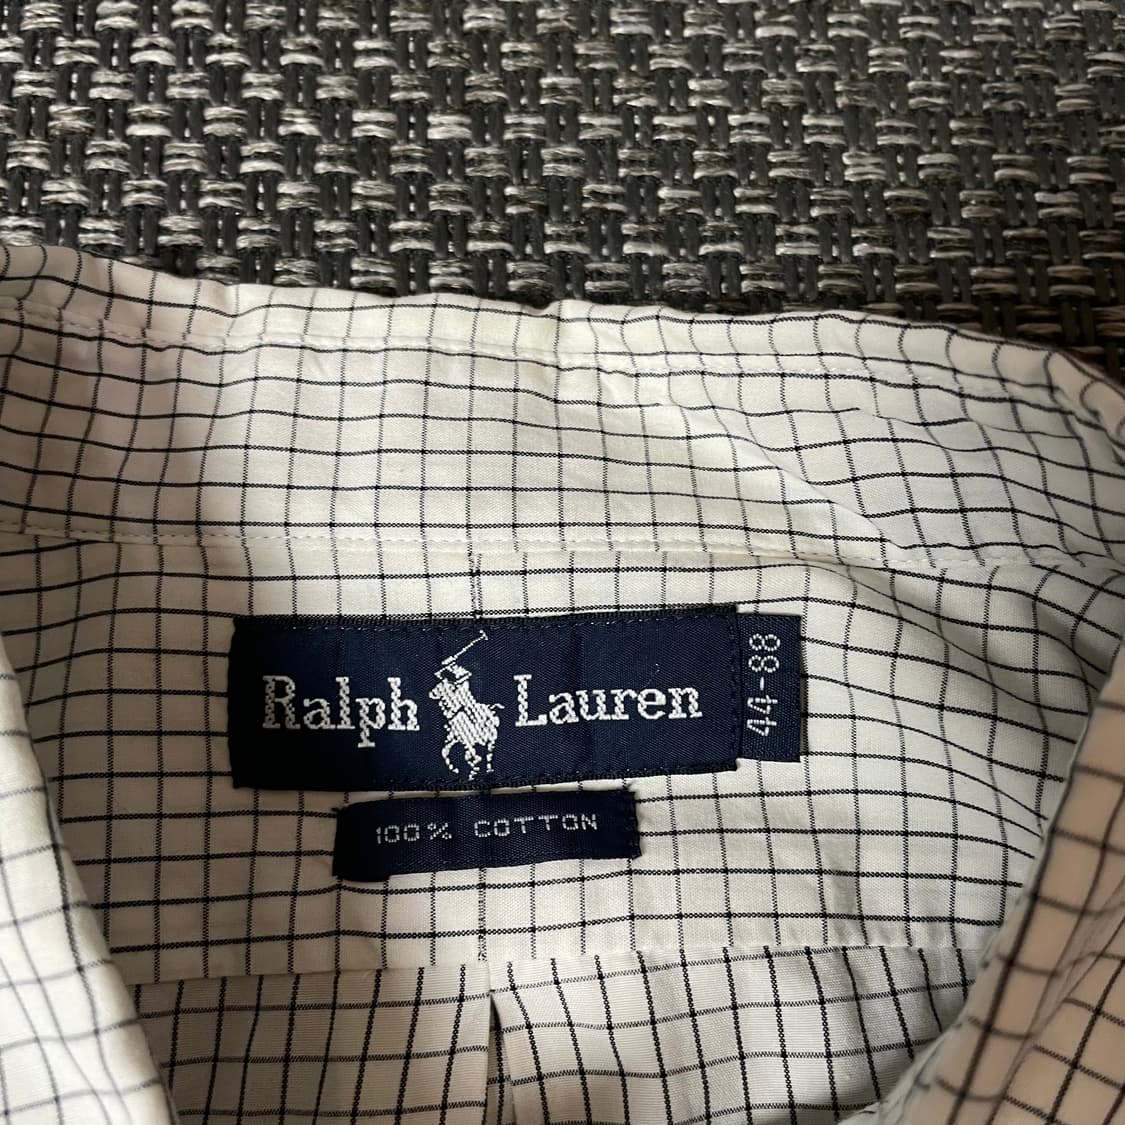 Ralph Lauren
44-88
100% COTTON